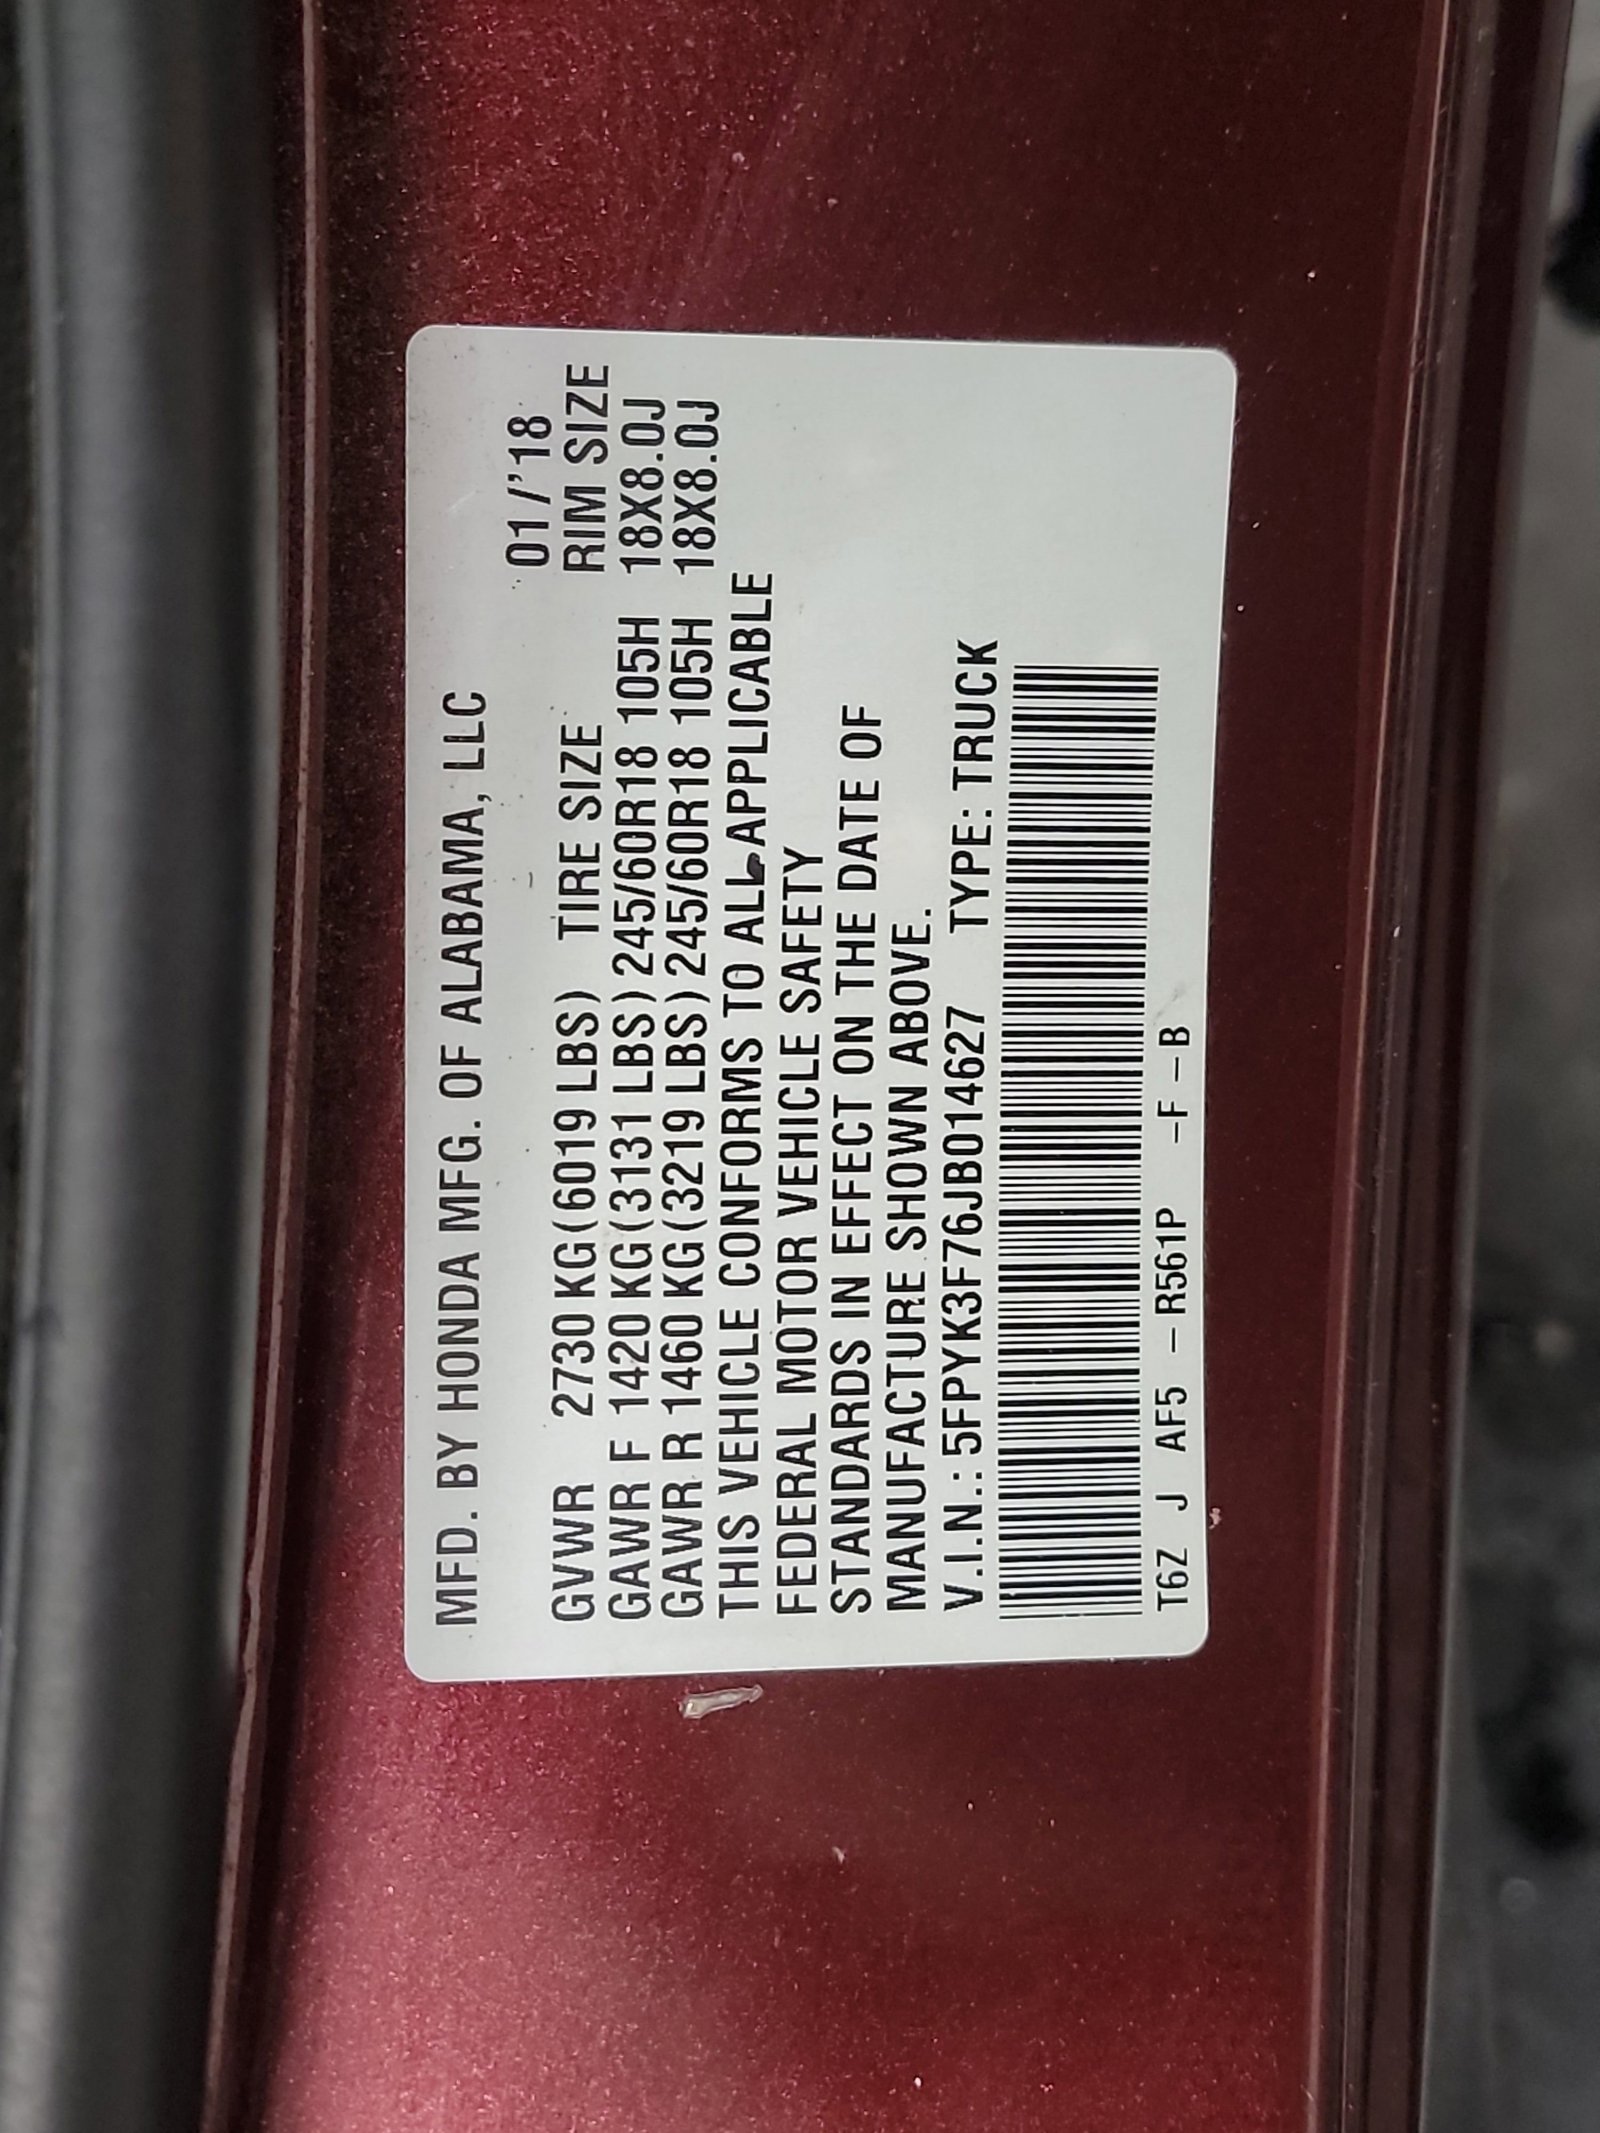 MFD. BY HONDA MFG. OF ALABAMA, LLC
01/'18
GVWR 2730 KG (6019 LBS) TIRE SIZE RIM SIZE
GAWR F 1420 KG (3131 LBS) 245/60R18 105H 18X8.0J
GAWR R 1460 KG (3219 LBS) 245/60R18 105H 18X8.0J
THIS VEHICLE CONFORMS TO ALL APPLICABLE
FEDERAL MOTOR VEHICLE SAFETY
STANDARDS IN EFFECT ON THE DATE OF
MANUFACTURE SHOWN ABOVE.
V.I.N.: 5FPYK3F76JB014627 TYPE: TRUCK
T6Z J AF5 –R561P –F –B